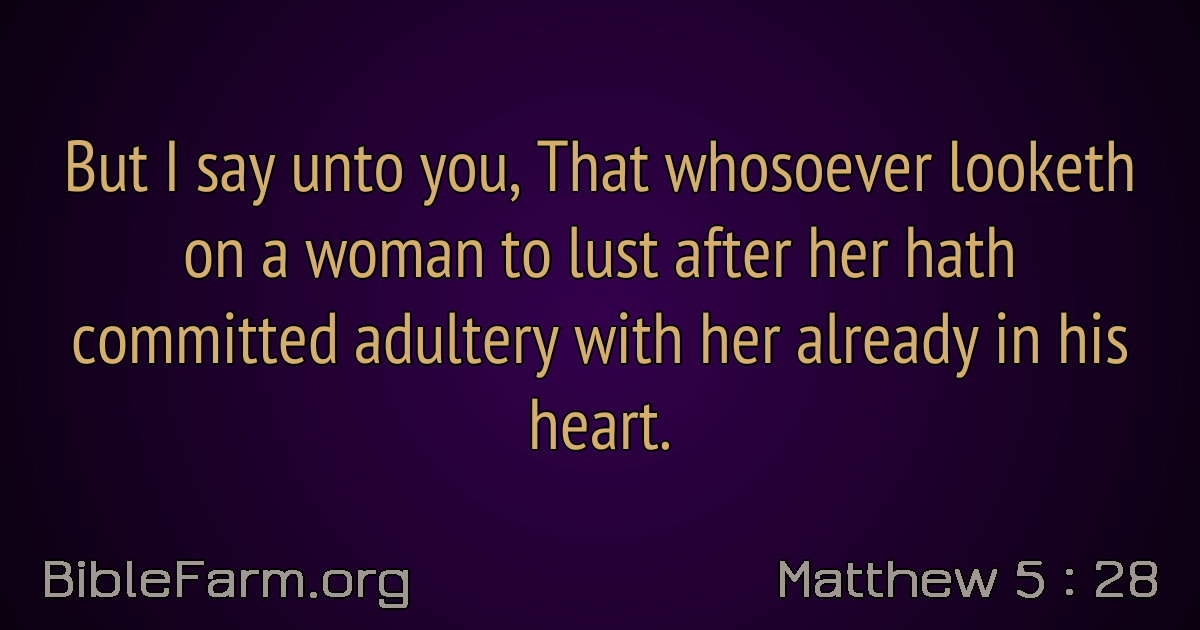 But I say unto you, That whosoever looketh
on a woman to lust after her hath
committed adultery with her already in his
heart.
BibleFarm.org
Matthew 5 : 28